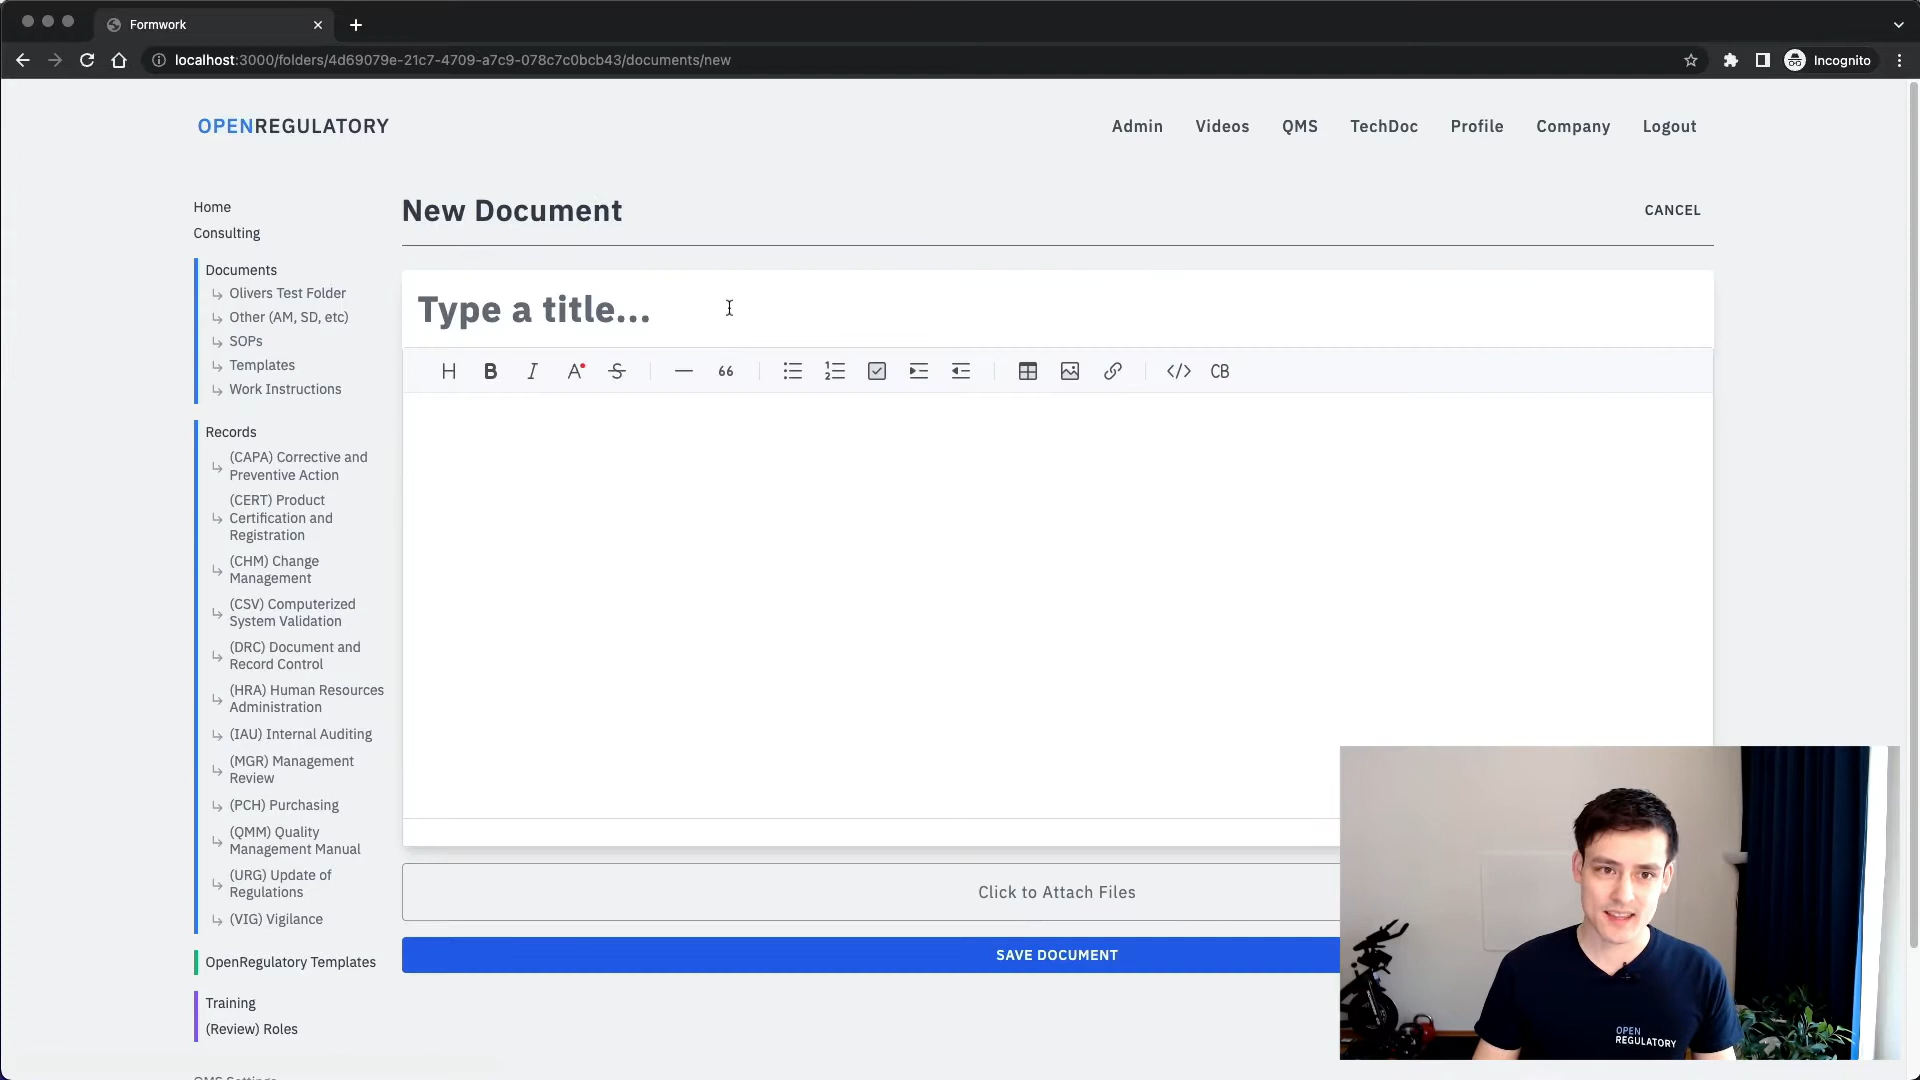 Formwork
localhost:3000/folders/4d69079e-21c7-4709-a7c9-078c7c0bcb43/documents/new
Incognito
OPENREGULATORY
Admin
Videos
QMS
TechDoc
Profile
Company
Logout
Home
Consulting
Documents
Olivers Test Folder
Other (AM, SD, etc)
SOPs
Templates
Work Instructions
Records
(CAPA) Corrective and
Preventive Action
(CERT) Product
Certification and
Registration
(CHM) Change
Management
(CSV) Computerized
System Validation
(DRC) Document and
Record Control
(HRA) Human Resources
Administration
(IAU) Internal Auditing
(MGR) Management
Review
(PCH) Purchasing
(QMM) Quality
Management Manual
(URG) Update of
Regulations
(VIG) Vigilance
OpenRegulatory Templates
Training
(Review) Roles
QMS Settings
New Document
CANCEL
Type a title...
H B I A S 66 </> CB
Click to Attach Files
SAVE DOCUMENT
OPEN
REGULATORY